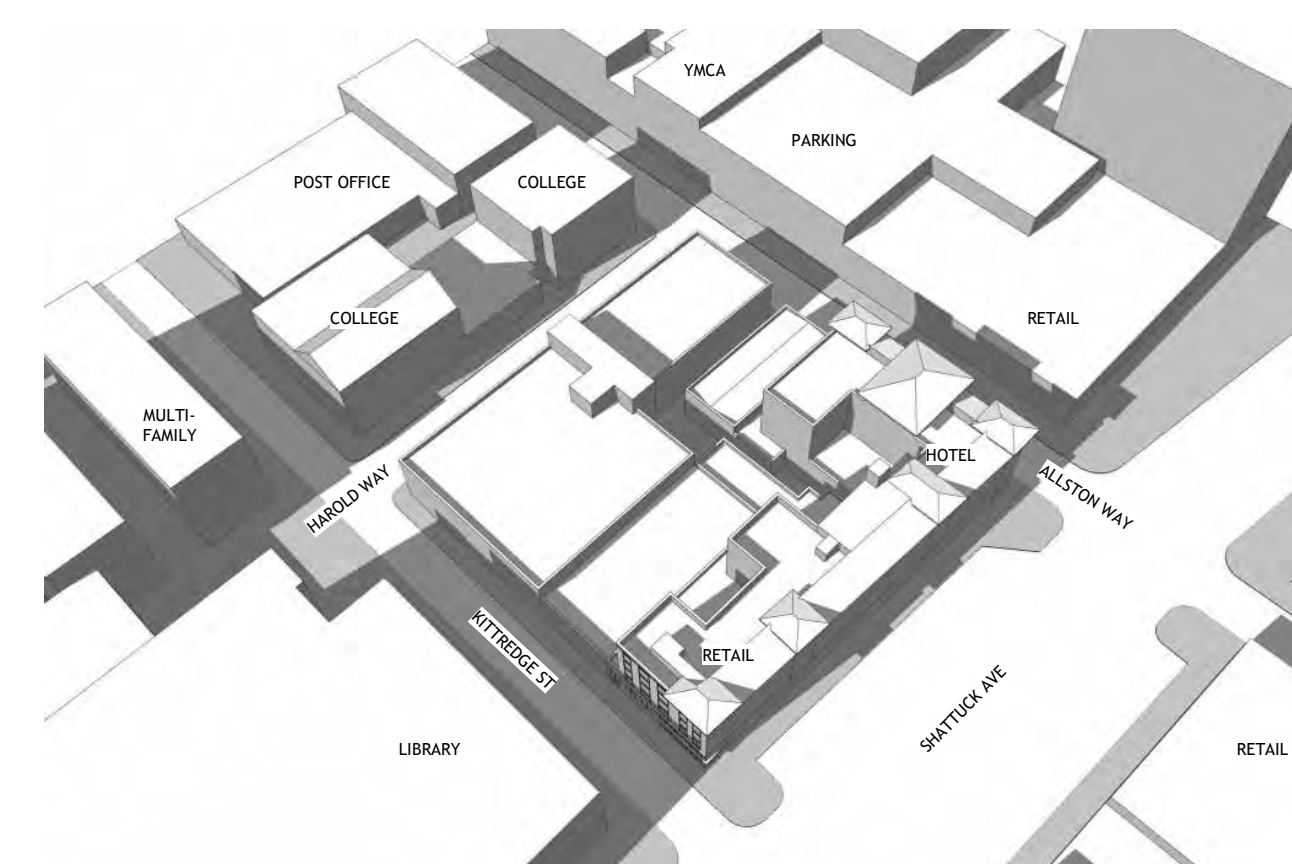 YMCA
PARKING
POST OFFICE
COLLEGE
COLLEGE
RETAIL
MULTI-
FAMILY
HAROLD WAY
HOTEL
ALLSTON WAY
KITTREDGE ST
RETAIL
SHATTUCK AVE
LIBRARY
RETAIL